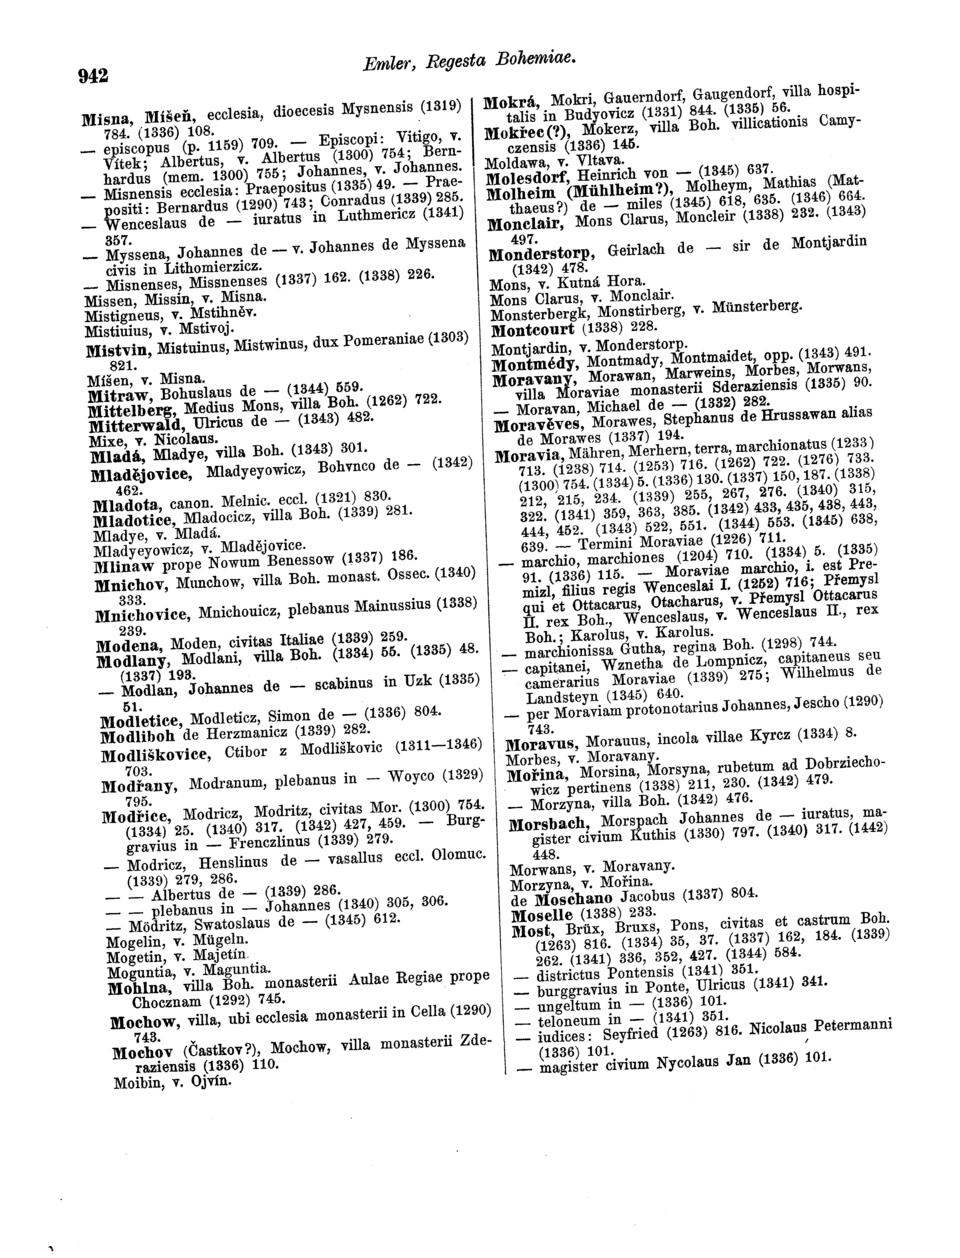 942
Emler, Regesta Bohemiae.
Misna, Míšeň, ecclesia, dioecesis Mysnensis (1319)
784. (1336) 108.
— episcopus (p. 1159) 709. — Episcopi: Vitigo, v.
Vítek; Albertus, v. Albertus (1300) 754; Bern-
hardus (mem. 1300) 755; Johannes, v. Johannes.
— Misnensis ecclesia: Praepositus (1335) 49. — Prae-
positi: Bernardus (1290) 743; Conradus (1339) 285.
— Wenceslaus de — iuratus in Luthmericz (1341)
357.
— Myssena, Johannes de — v. Johannes de Myssena
civis in Lithomierzicz.
— Misnenses, Missnenses (1337) 162. (1338) 226.
Missen, Missin, v. Misna.
Mistigneus, v. Mstihněv.
Mistiuius, v. Mstivoj.
Mistvin, Mistuinus, Mistwinus, dux Pomeraniae (1303)
821.
Míšen, v. Misna.
Mitraw, Bohuslaus de — (1344) 559.
Mittelberg, Medius Mons, villa Boh. (1262) 722.
Mitterwald, Ulricus de — (1343) 482.
Mixe, v. Nicolaus.
Mladá, Mladye, villa Boh. (1343) 301.
Mladějovice, Mladyeyowicz, Bohvnco de — (1342)
462.
Mladota, canon. Melnic. eccl. (1321) 830.
Mladotice, Mladocicz, villa Boh. (1339) 281.
Mladye, v. Mladá.
Mladyeyowicz, v. Mladějovice.
Mlinaw prope Nowum Benessow (1337) 186.
Mnichov, Munchow, villa Boh. monast. Ossec. (1340)
333.
Mnichovice, Mnichouicz, plebanus Mainussius (1338)
239.
Modena, Moden, civitas Italiae (1339) 259.
Modlany, Modlani, villa Boh. (1334) 55. (1335) 48.
(1337) 193.
— Modlan, Johannes de — scabinus in Uzk (1335)
51.
Modletice, Modleticz, Simon de — (1336) 804.
Modliboh de Herzmanicz (1339) 282.
Modliškovice, Ctibor z Modliškovic (1311—1346)
703.
Modřany, Modranum, plebanus in — Woyco (1329)
795.
Modřice, Modricz, Modritz, civitas Mor. (1300) 754.
(1334) 25. (1340) 317. (1342) 427, 459. — Burg-
gravius in — Frenczlinus (1339) 279.
— Modricz, Henslinus de — vasallus eccl. Olomuc.
(1339) 279, 286.
— — Albertus de — (1339) 286.
— — plebanus in — Johannes (1340) 305, 306.
— Mödritz, Swatoslaus de — (1345) 612.
Mogelin, v. Mügeln.
Mogetin, v. Majetín.
Moguntia, v. Maguntia.
Mohlna, villa Boh. monasterii Aulae Regiae prope
Chocznam (1292) 745.
Mochow, villa, ubi ecclesia monasterii in Cella (1290)
743.
Mochov (Častkov?), Mochow, villa monasterii Zde-
raziensis (1336) 110.
Moibin, v. Ojvín.
Mokrá, Mokri, Gauerndorf, Gaugendorf, villa hospi-
talis in Budyovicz (1331) 844. (1335) 56.
Mokřec (?), Mokerz, villa Boh. villicationis Camy-
czensis (1336) 145.
Moldawa, v. Vltava.
Molesdorf, Heinrich von — (1345) 637.
Molheim (Mühlheim?), Molheym, Mathias (Mat-
thaeus?) de — miles (1345) 618, 635. (1346) 664.
Monclair, Mons Clarus, Moncleir (1338) 232. (1343)
497.
Monderstorp, Geirlach de — sir de Montjardin
(1342) 478.
Mons, v. Kutná Hora.
Mons Clarus, v. Monclair.
Monsterbergk, Monstirberg, v. Münsterberg.
Montcourt (1338) 228.
Montjardin, v. Monderstorp.
Montmédy, Montmady, Montmaidet, opp. (1343) 491.
Moravany, Morawan, Marweins, Morbes, Morwans,
villa Moraviae monasterii Sderaziensis (1335) 90.
— Moravan, Michael de — (1332) 282.
Moravěves, Morawes, Stephanus de Hrussawan alias
de Morawes (1337) 194.
Moravia, Mähren, Merhern, terra, marchionatus (1233)
713. (1238) 714. (1253) 716. (1262) 722. (1276) 733.
(1300) 754. (1334) 5. (1336) 130. (1337) 150, 187. (1338)
212, 215, 234. (1339) 255, 267, 276. (1340) 315,
322. (1341) 359, 363, 385. (1342) 433, 435, 438, 443,
444, 452. (1343) 522, 551. (1344) 553. (1345) 638,
639. — Termini Moraviae (1226) 711.
— marchio, marchiones (1204) 710. (1334) 5. (1335)
91. (1336) 115. — Moraviae marchio, i. est Pre-
mizl, filius regis Wenceslai I. (1252) 716; Přemysl
qui et Ottacarus, Otacharus, v. Přemysl Ottacarus
II. rex Boh., Wenceslaus, v. Wenceslaus II., rex
Boh.; Karolus, v. Karolus.
— marchionissa Gutha, regina Boh. (1298) 744.
— capitanei, Wznetha de Lompnicz, capitaneus seu
camerarius Moraviae (1339) 275; Wilhelmus de
Landsteyn (1345) 640.
— per Moraviam protonotarius Johannes, Jescho (1290)
743.
Moravus, Morauus, incola villae Kyrcz (1334) 8.
Morbes, v. Moravany.
Mořina, Morsina, Morsyna, rubetum ad Dobrziecho-
wicz pertinens (1338) 211, 230. (1342) 479.
— Morzyna, villa Boh. (1342) 476.
Morsbach, Morspach Johannes de — iuratus, ma-
gister civium Kuthis (1330) 797. (1340) 317. (1442)
448.
Morwans, v. Moravany.
Morzyna, v. Mořina.
de Moschano Jacobus (1337) 804.
Moselle (1338) 233.
Most, Brüx, Bruxs, Pons, civitas et castrum Boh.
(1263) 816. (1334) 35, 37. (1337) 162, 184. (1339)
262. (1341) 336, 352, 427. (1344) 584.
— districtus Pontensis (1341) 351.
— burggravius in Ponte, Ulricus (1341) 341.
— ungeltum in — (1336) 101.
— teloneum in — (1341) 351.
— iudices: Seyfried (1263) 816. Nicolaus Petermanni
(1336) 101.
— magister civium Nycolaus Jan (1336) 101.